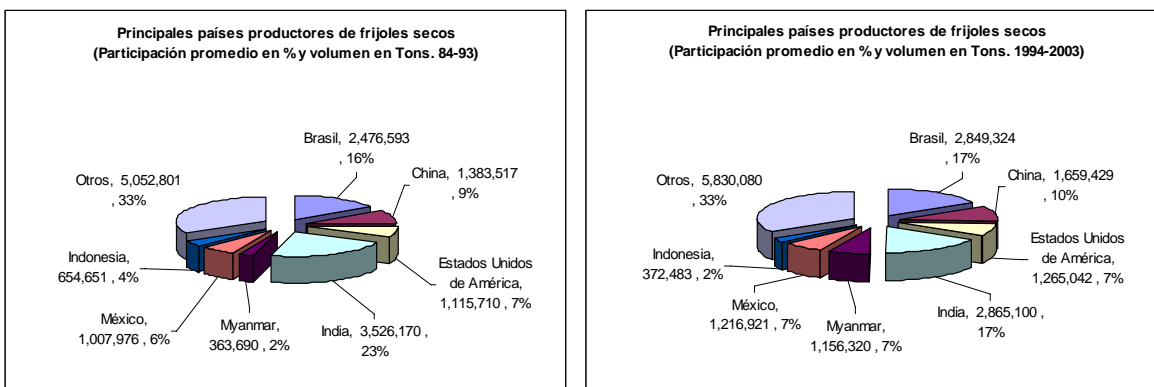 Principales países productores de frijoles secos
(Participación promedio en % y volumen en Tons. 84-93)
Brasil, 2,476,593
, 16%
China, 1,383,517
, 9%
Otros, 5,052,801
, 33%
Estados Unidos
de América,
1,115,710 , 7%
Indonesia,
654,651 , 4%
México,
1,007,976 , 6%
Myanmar,
363,690 , 2%
India, 3,526,170 ,
23%
Principales países productores de frijoles secos
(Participación promedio en % y volumen en Tons. 1994-2003)
Brasil, 2,849,324
, 17%
China, 1,659,429
, 10%
Otros, 5,830,080
, 33%
Estados Unidos
de América,
1,265,042 , 7%
Indonesia,
372,483 , 2%
México,
1,216,921 , 7%
Myanmar,
1,156,320 , 7%
India, 2,865,100 ,
17%